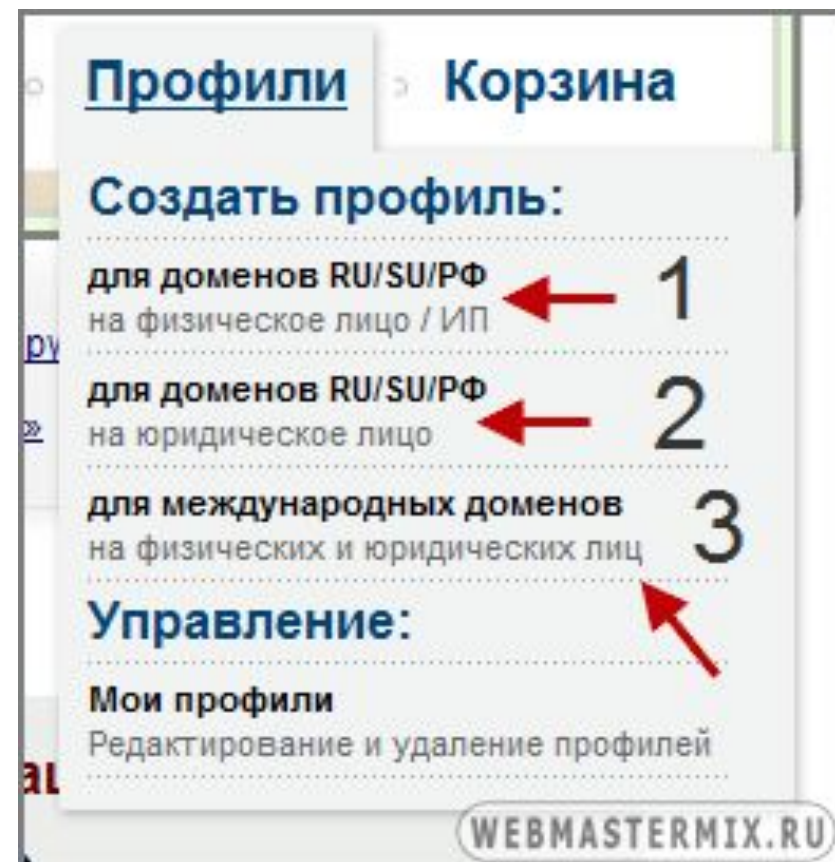 Профили Корзина
Создать профиль:
для доменов RU/SU/РФ
на физическое лицо / ИП
1
для доменов RU/SU/РФ
на юридическое лицо
2
для международных доменов
на физических и юридических лиц
3
Управление:
Мои профили
Редактирование и удаление профилей
WEBMASTERMIX.RU